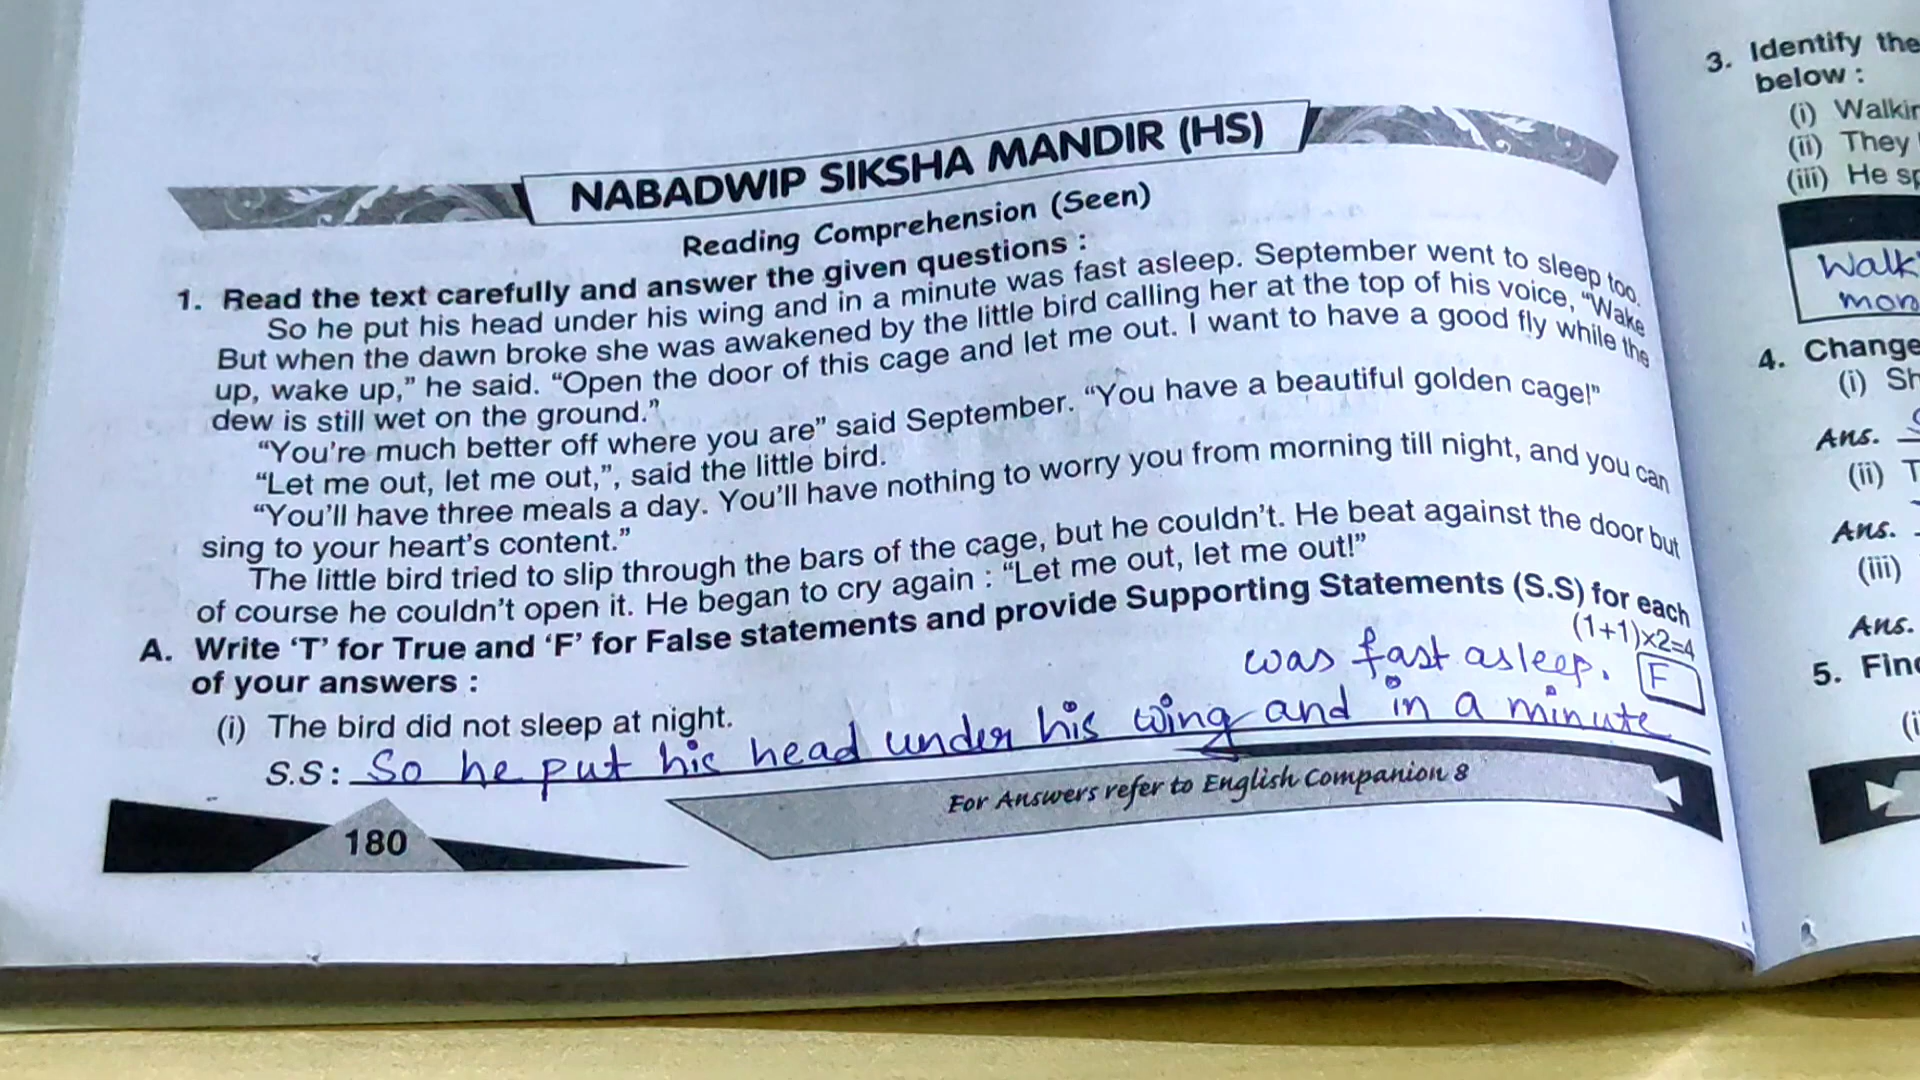 NABADWIP SIKSHA MANDIR (HS)
Reading Comprehension (Seen)
1. Read the text carefully and answer the given questions :
So he put his head under his wing and in a minute was fast asleep. September went to sleep too.
But when the dawn broke she was awakened by the little bird calling her at the top of his voice, “Wake
up, wake up,” he said. “Open the door of this cage and let me out. I want to have a good fly while the
dew is still wet on the ground.”
“You're much better off where you are” said September. “You have a beautiful golden cage!”
“Let me out, let me out,”, said the little bird.
“You'll have three meals a day. You'll have nothing to worry you from morning till night, and you can
sing to your heart's content.”
The little bird tried to slip through the bars of the cage, but he couldn't. He beat against the door but
of course he couldn't open it. He began to cry again : “Let me out, let me out!”
A. Write ‘T’ for True and ‘F’ for False statements and provide Supporting Statements (S.S) for each
of your answers :
(1+1)×2=4
(i) The bird did not sleep at night.
F
S.S: So he put his head under his wing and in a minute
was fast asleep.
For Answers refer to English Companion 8
180
3. Identify the
below :
(i)
(ii) They
(iii) He
4. Change
(i)
Ans.
(ii)
Ans.
(iii)
Ans.
5.